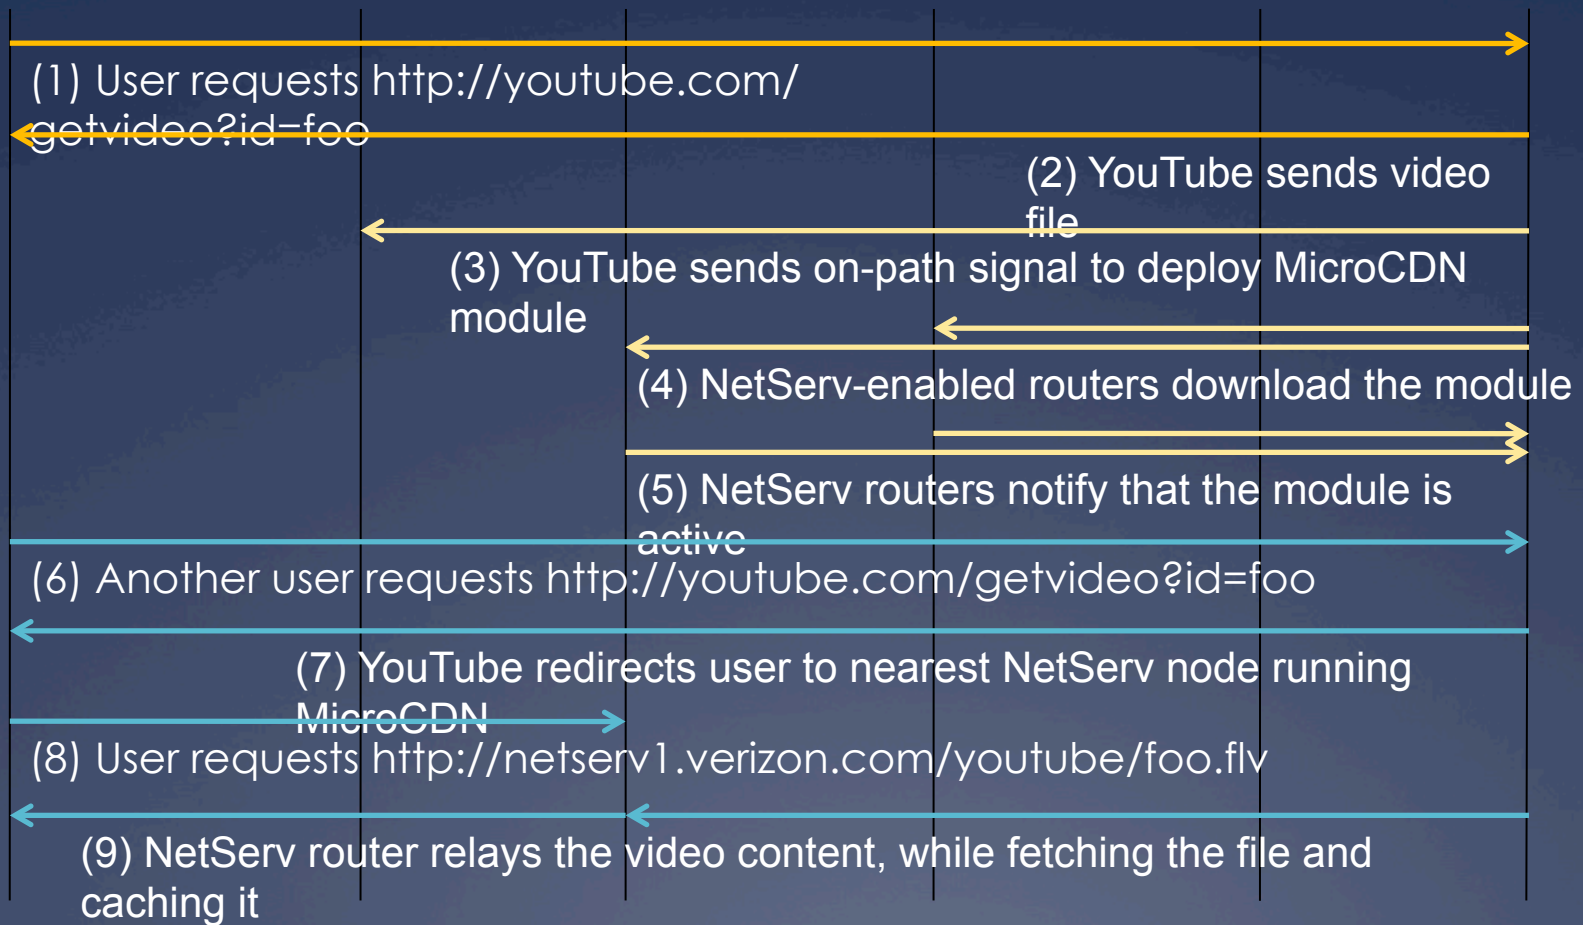 (1) User requests http://youtube.com/
getvideo?id=foo
(2) YouTube sends video
file
(3) YouTube sends on-path signal to deploy MicroCDN
module
(4) NetServ-enabled routers download the module
(5) NetServ routers notify that the module is
active
(6) Another user requests http://youtube.com/getvideo?id=foo
(7) YouTube redirects user to nearest NetServ node running
MicroCDN
(8) User requests http://netserv1.verizon.com/youtube/foo.flv
(9) NetServ router relays the video content, while fetching the file and
caching it